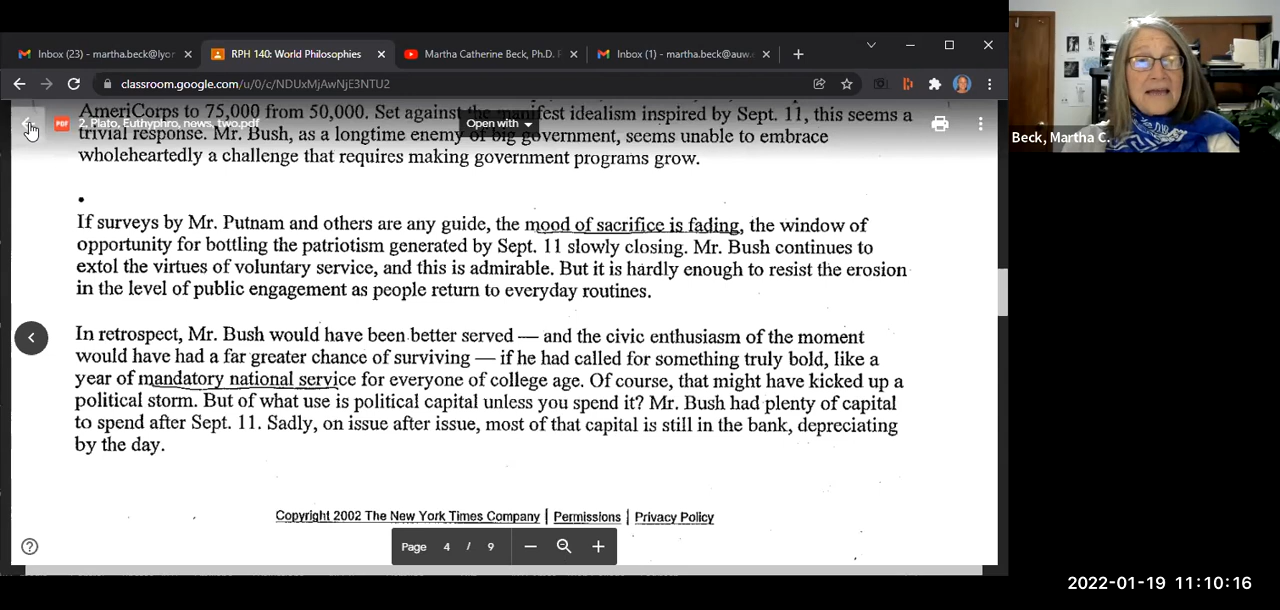 Inbox (23) - martha.beck@lyor
RPH 140: World Philosophies
Martha Catherine Beck, Ph.D. F
Inbox (1) - martha.beck@auw.e
classroom.google.com/u/0/c/NDUxMjAwNjE3NTU2
AmeriCorps to 75,000 from 50,000. Set against the manifest idealism inspired by Sept. 11, this seems a
PDF
2. Plato, Euthyphro, news, two.pdf
Open with
trivial response. Mr. Bush, as a longtime enemy of big government, seems unable to embrace
wholeheartedly a challenge that requires making government programs grow.
If surveys by Mr. Putnam and others are any guide, the mood of sacrifice is fading, the window of
opportunity for bottling the patriotism generated by Sept. 11 slowly closing. Mr. Bush continues to
extol the virtues of voluntary service, and this is admirable. But it is hardly enough to resist the erosion
in the level of public engagement as people return to everyday routines.
In retrospect, Mr. Bush would have been better served — and the civic enthusiasm of the moment
would have had a far greater chance of surviving — if he had called for something truly bold, like a
year of mandatory national service for everyone of college age. Of course, that might have kicked up a
political storm. But of what use is political capital unless you spend it? Mr. Bush had plenty of capital
to spend after Sept. 11. Sadly, on issue after issue, most of that capital is still in the bank, depreciating
by the day.
Copyright 2002 The New York Times Company | Permissions | Privacy Policy
Page 4 / 9
Beck, Martha C.
2022-01-19 11:10:16